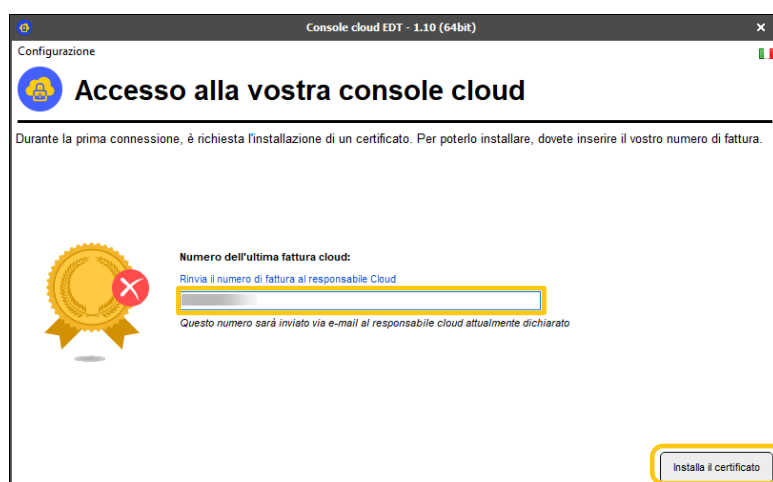 Console cloud EDT - 1.10 (64bit)
Configurazione
Accesso alla vostra console cloud
Durante la prima connessione, è richiesta l'installazione di un certificato. Per poterlo installare, dovete inserire il vostro numero di fattura.
Numero dell'ultima fattura cloud:
Rinvia il numero di fattura al responsabile Cloud
Questo numero sarà inviato via e-mail al responsabile cloud attualmente dichiarato
Installa il certificato